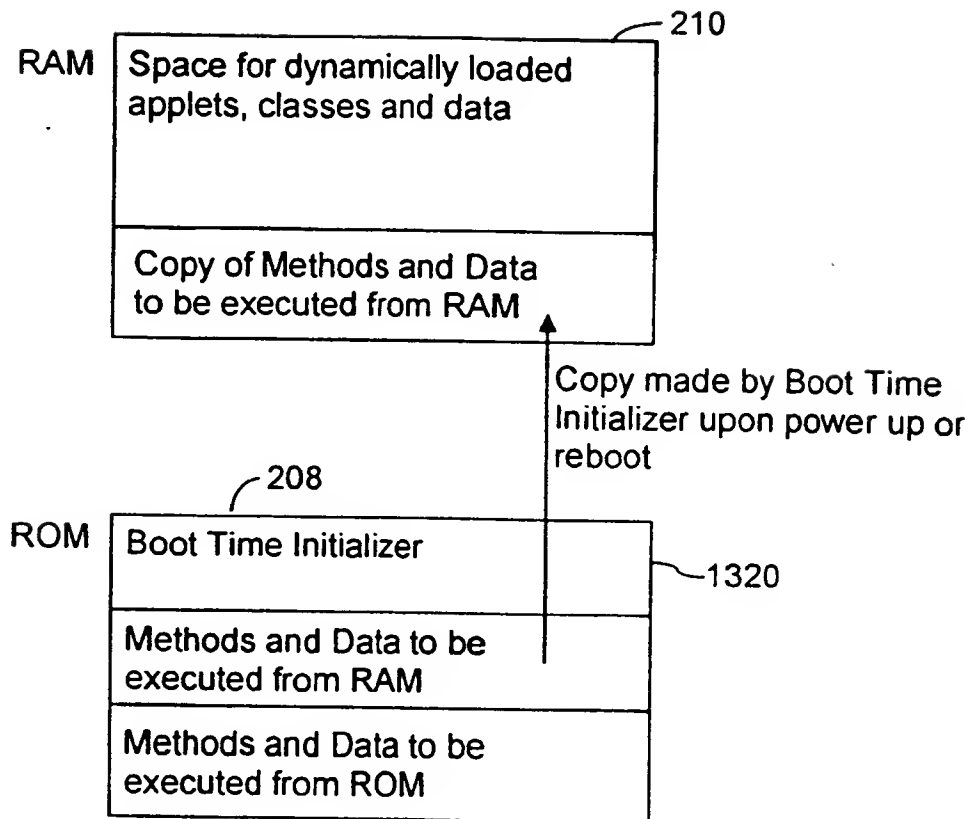 210
RAM
Space for dynamically loaded
applets, classes and data
Copy of Methods and Data
to be executed from RAM
Copy made by Boot Time
Initializer upon power up or
reboot
208
ROM
Boot Time Initializer
1320
Methods and Data to be
executed from RAM
Methods and Data to be
executed from ROM